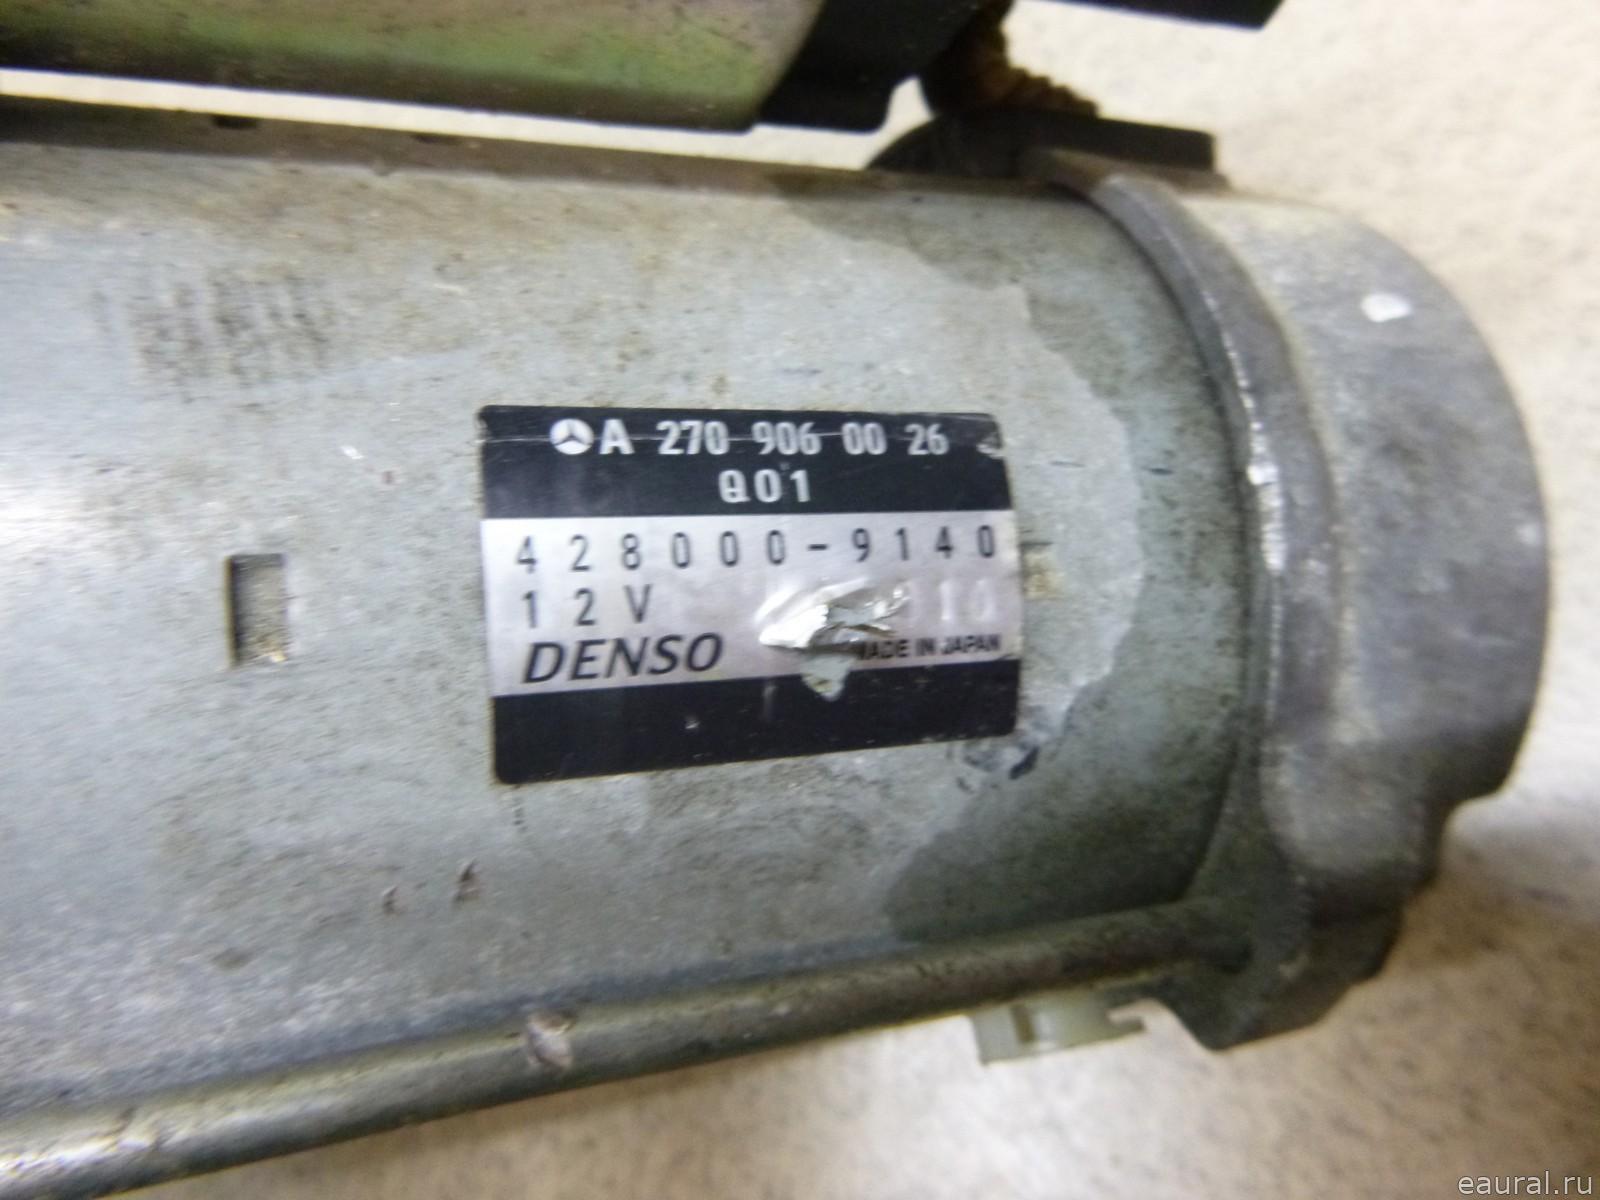 A 270 906 00 26
Q01
428000-9140
12V
DENSO MADE IN JAPAN
eaural.ru